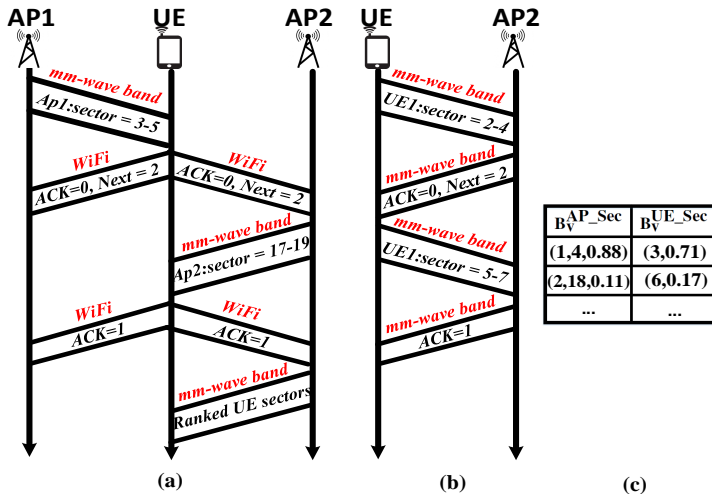 AP1 UE AP2
mm-wave band
Ap1:sector = 3-5
WiFi WiFi
ACK=0, Next = 2 ACK=0, Next = 2
mm-wave band
Ap2:sector = 17-19
WiFi WiFi
ACK=1 ACK=1
mm-wave band
Ranked UE sectors
(a)
UE AP2
mm-wave band
UE1:sector = 2-4
mm-wave band
ACK=0, Next = 2
mm-wave band
UE1:sector = 5-7
mm-wave band
ACK=1
(b)
B_v^AP_Sec B_v^UE_Sec
(1,4,0.88) (3,0.71)
(2,18,0.11) (6,0.17)
... ...
(c)